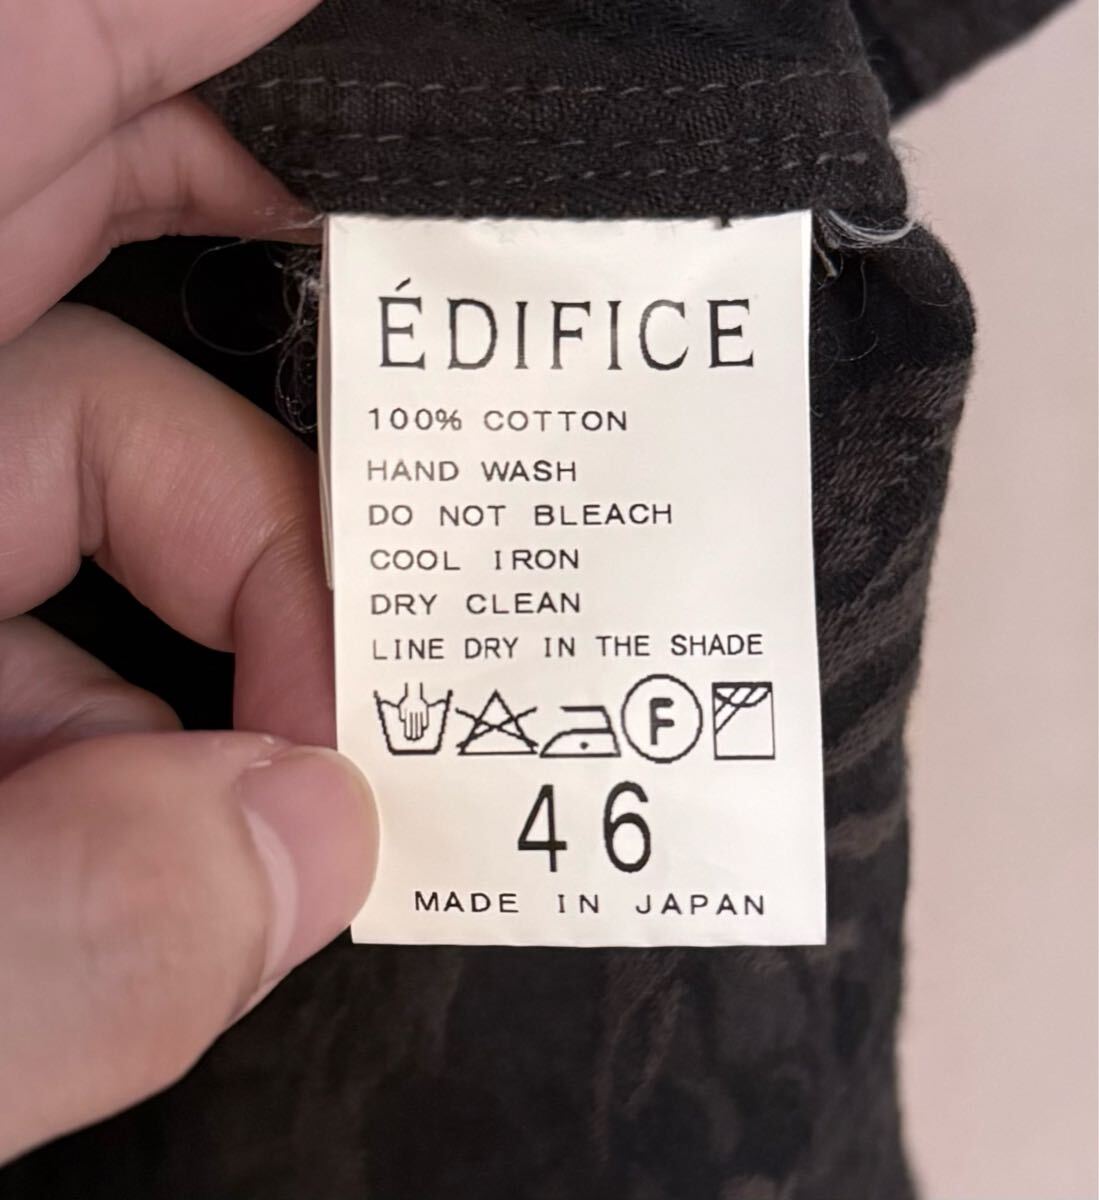 ÉDIFICE
100% COTTON
HAND WASH
DO NOT BLEACH
COOL IRON
DRY CLEAN
LINE DRY IN THE SHADE
F
46
MADE IN JAPAN